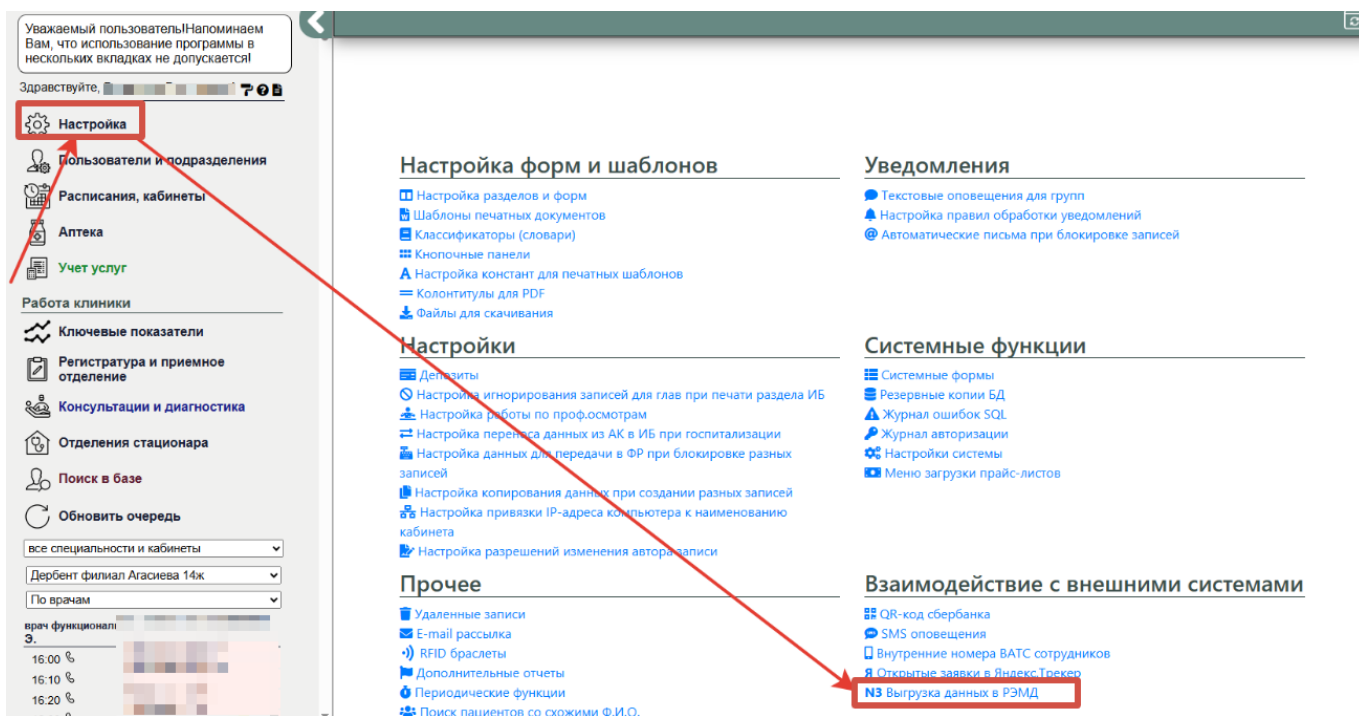 Уважаемый пользователь!Напоминаем
Вам, что использование программы в
нескольких вкладках не допускается!
Здравствуйте,
Настройка
Пользователи и подразделения
Расписания, кабинеты
Аптека
Учет услуг
Работа клиники
Ключевые показатели
Регистратура и приемное
отделение
Консультации и диагностика
Отделения стационара
Поиск в базе
Обновить очередь
все специальности и кабинеты
Дербент филиал Агасиева 14ж
По врачам
врач функционал
Э.
16:00
16:10
16:20
Настройка форм и шаблонов
Настройка разделов и форм
Шаблоны печатных документов
Классификаторы (словари)
Кнопочные панели
Настройка констант для печатных шаблонов
Колонтитулы для PDF
Файлы для скачивания
Уведомления
Текстовые оповещения для групп
Настройка правил обработки уведомлений
Автоматические письма при блокировке записей
Настройки
Депозиты
Настройка игнорирования записей для глав при печати раздела ИБ
Настройка работы по проф.осмотрам
Настройка переноса данных из АК в ИБ при госпитализации
Настройка данных для передачи в ФР при блокировке разных
записей
Настройка копирования данных при создании разных записей
Настройка привязки IP-адреса компьютера к наименованию
кабинета
Настройка разрешений изменения автора записи
Системные функции
Системные формы
Резервные копии БД
Журнал ошибок SQL
Журнал авторизации
Настройки системы
Меню загрузки прайс-листов
Прочее
Удаленные записи
E-mail рассылка
RFID браслеты
Дополнительные отчеты
Периодические функции
Поиск пациентов со схожими Ф.И.О.
Взаимодействие с внешними системами
QR-код сбербанка
SMS оповещения
Внутренние номера ВАТС сотрудников
Я Открытые заявки в Яндекс.Трекер
N3 Выгрузка данных в РЭМД